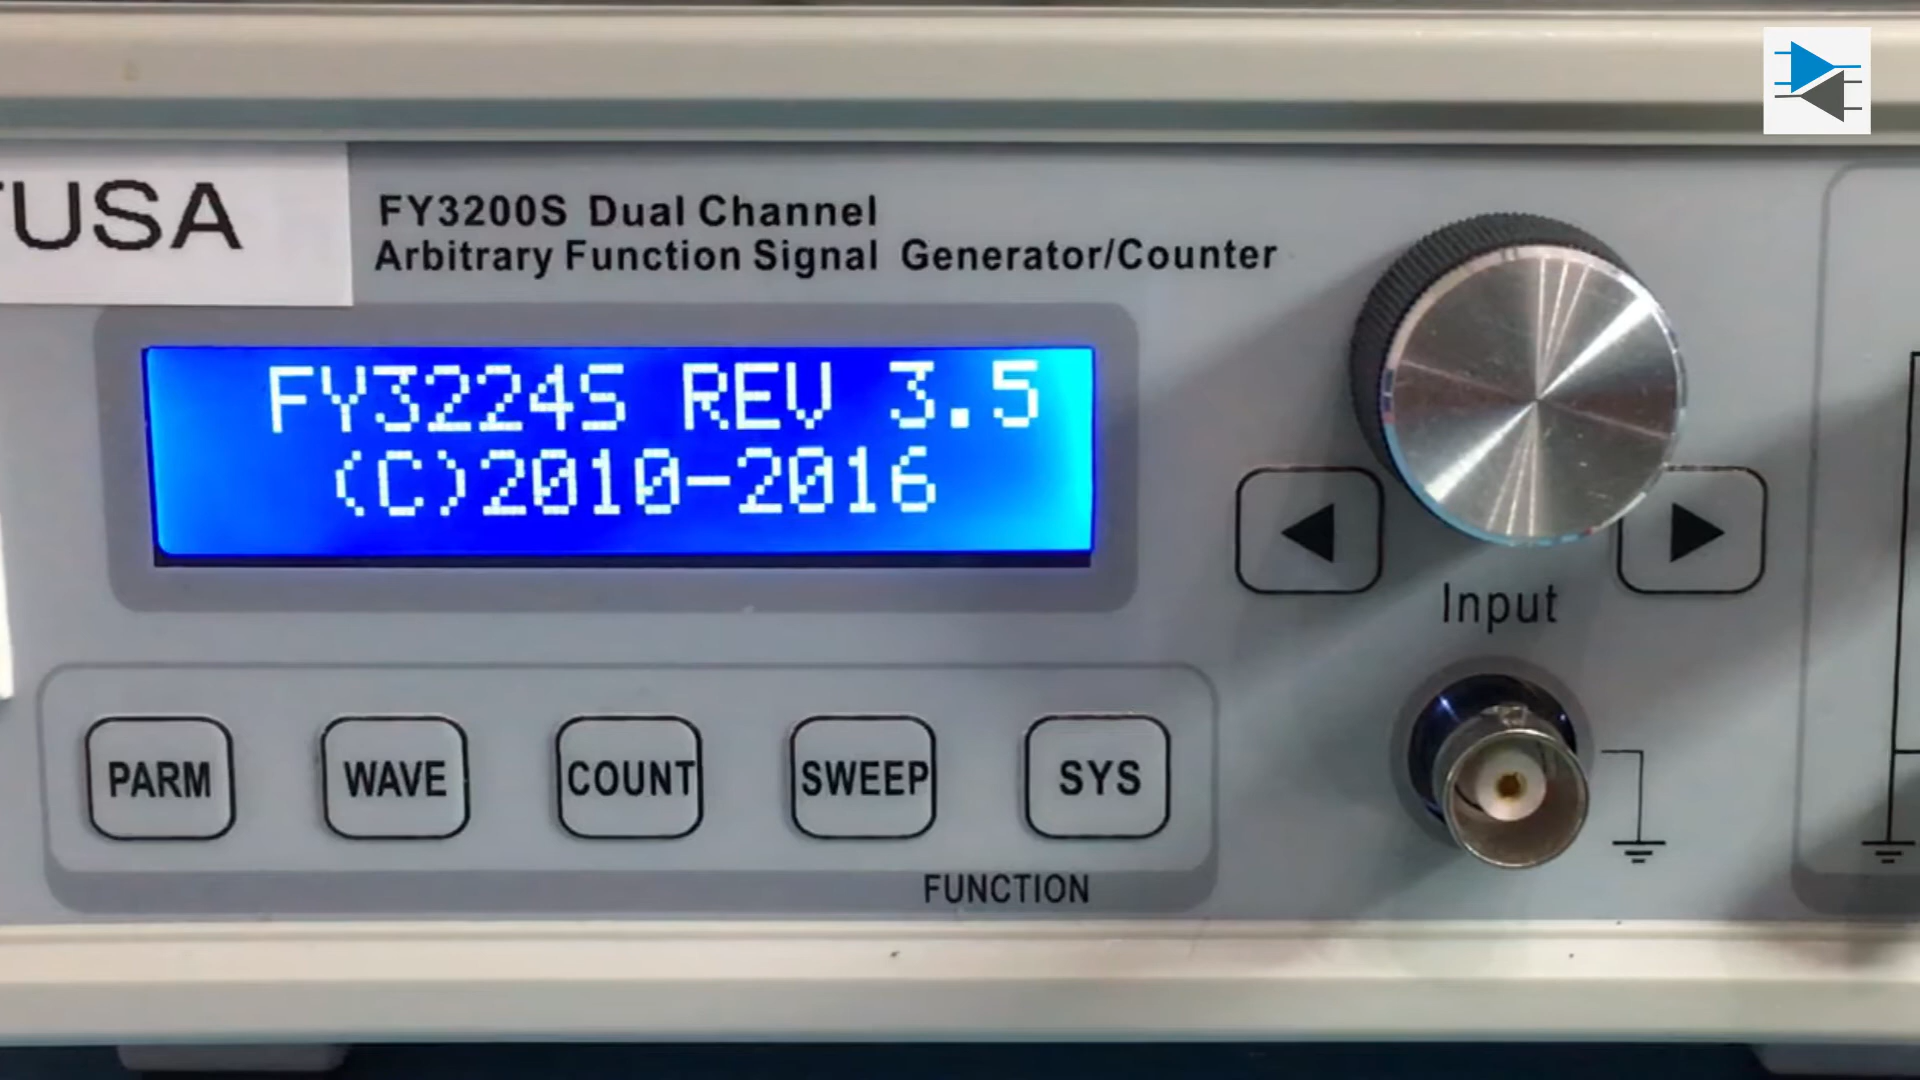 USA
FY3200S Dual Channel
Arbitrary Function Signal Generator/Counter
FY3224S REV 3.5
(C)2010-2016
Input
PARM
WAVE
COUNT
SWEEP
SYS
FUNCTION